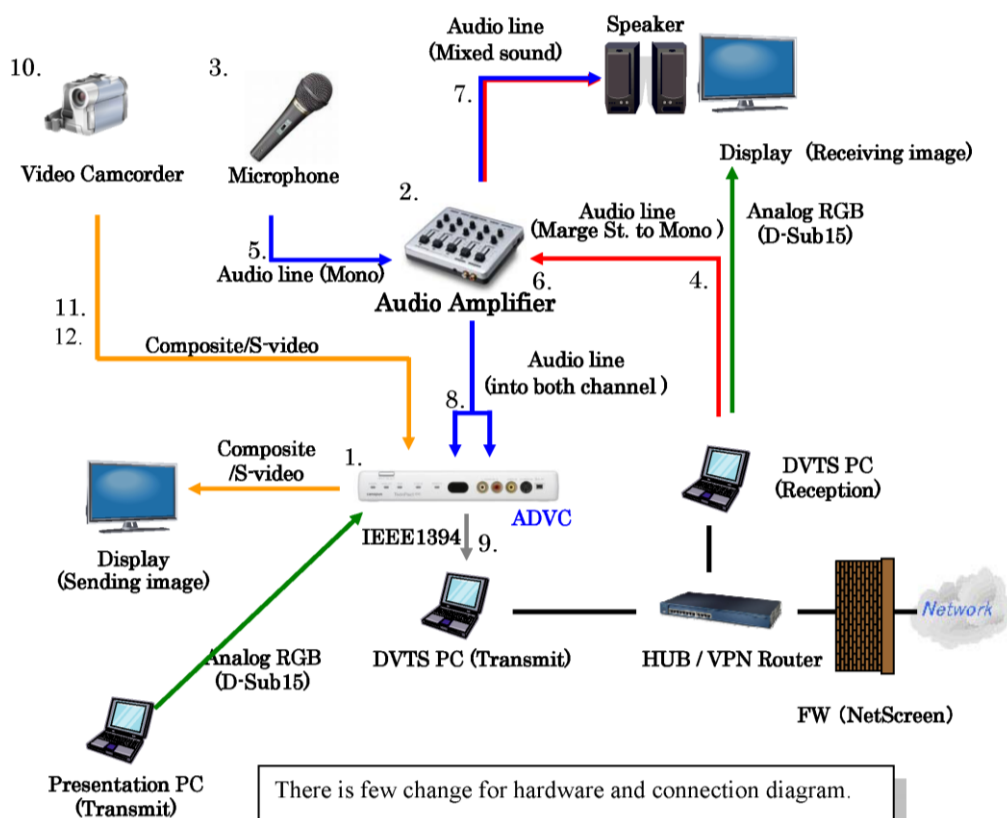 Audio line
(Mixed sound)
Speaker
10.
3.
7.
Video Camcorder
Microphone
Display (Receiving image)
2.
Audio line
(Marge St. to Mono )
Analog RGB
(D-Sub15)
5.
Audio line (Mono)
6.
4.
Audio Amplifier
11.
12.
Composite/S-video
Audio line
(into both channel )
8.
Composite
/S-video
1.
DVTS PC
(Reception)
ADVC
IEEE1394
9.
Display
(Sending image)
Network
Analog RGB
(D-Sub15)
DVTS PC (Transmit)
HUB / VPN Router
FW (NetScreen)
Presentation PC
(Transmit)
There is few change for hardware and connection diagram.